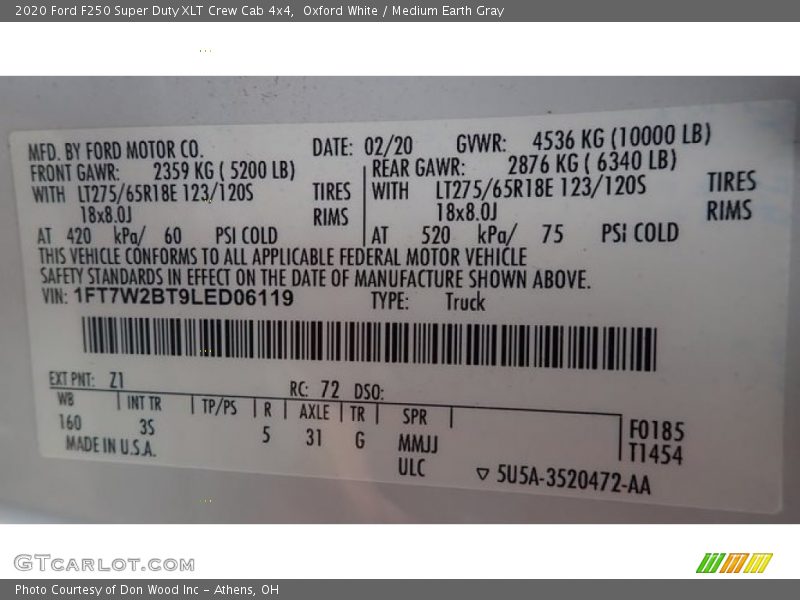 2020 Ford F250 Super Duty XLT Crew Cab 4x4, Oxford White / Medium Earth Gray
MFD. BY FORD MOTOR CO. DATE: 02/20 GVWR: 4536 KG (10000 LB)
FRONT GAWR: 2359 KG ( 5200 LB) REAR GAWR: 2876 KG ( 6340 LB)
WITH LT275/65R18E 123/120S TIRES WITH LT275/65R18E 123/120S TIRES
18x8.0J RIMS 18x8.0J RIMS
AT 420 kPa/ 60 PSI COLD AT 520 kPa/ 75 PSI COLD
THIS VEHICLE CONFORMS TO ALL APPLICABLE FEDERAL MOTOR VEHICLE
SAFETY STANDARDS IN EFFECT ON THE DATE OF MANUFACTURE SHOWN ABOVE.
VIN: 1FT7W2BT9LED06119 TYPE: Truck
EXT PNT: Z1 RC: 72 DSO:
WB INT TR TP/PS R AXLE TR SPR F0185
160 3S 5 31 G MMJJ T1454
MADE IN U.S.A. ULC 5U5A-3520472-AA
GTcarlot.com
Photo Courtesy of Don Wood Inc - Athens, OH